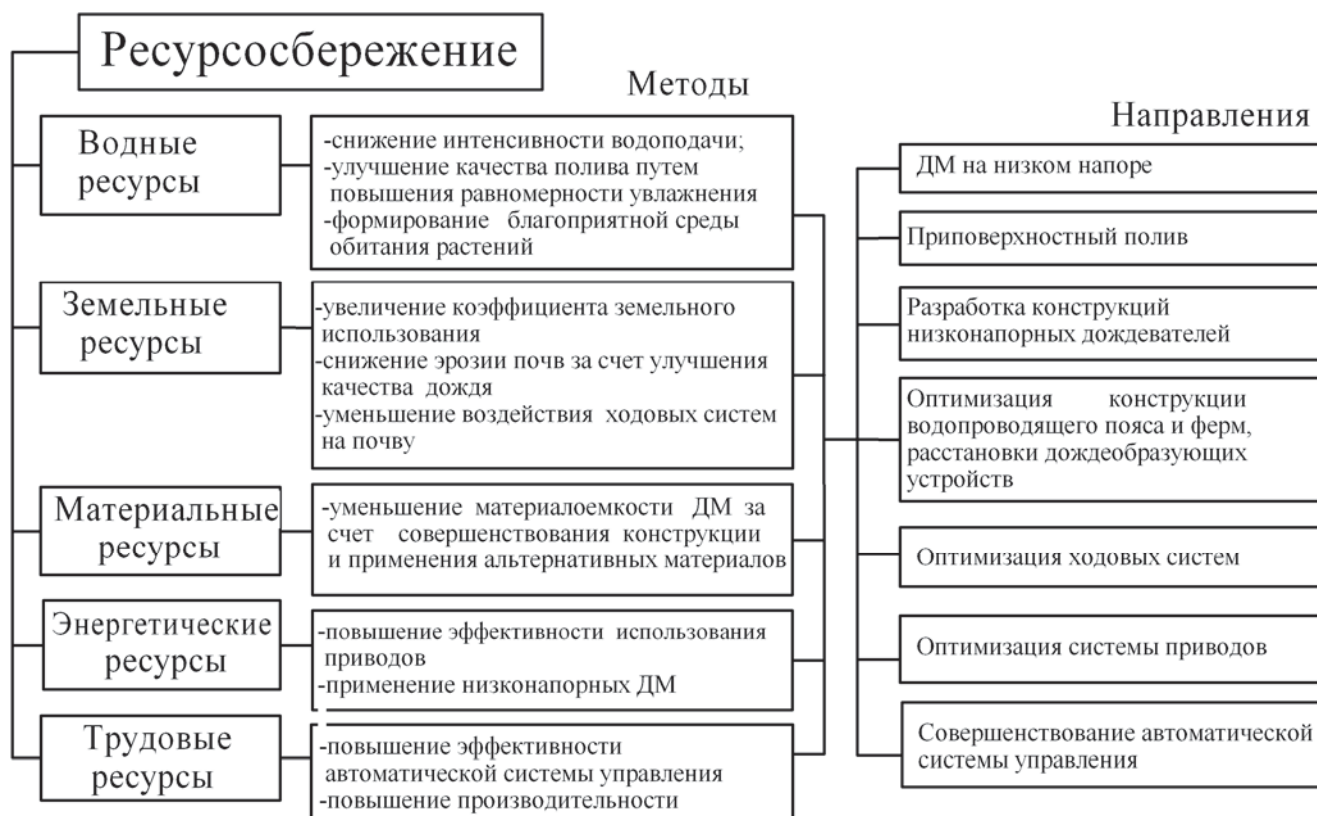 Ресурсосбережение
Методы
Направления
Водные
ресурсы
-снижение интенсивности водоподачи;
-улучшение качества полива путем
повышения равномерности увлажнения
-формирование благоприятной среды
обитания растений
Земельные
ресурсы
-увеличение коэффициента земельного
использования
-снижение эрозии почв за счет улучшения
качества дождя
-уменьшение воздействия ходовых систем
на почву
Материальные
ресурсы
-уменьшение материалоемкости ДМ за
счет совершенствования конструкции
и применения альтернативных материалов
Энергетические
ресурсы
-повышение эффективности использования
приводов
-применение низконапорных ДМ
Трудовые
ресурсы
-повышение эффективности
автоматической системы управления
-повышение производительности
ДМ на низком напоре
Приповерхностный полив
Разработка конструкций
низконапорных дождевателей
Оптимизация конструкции
водопроводящего пояса и ферм,
расстановки дождеобразующих
устройств
Оптимизация ходовых систем
Оптимизация системы приводов
Совершенствование автоматической
системы управления